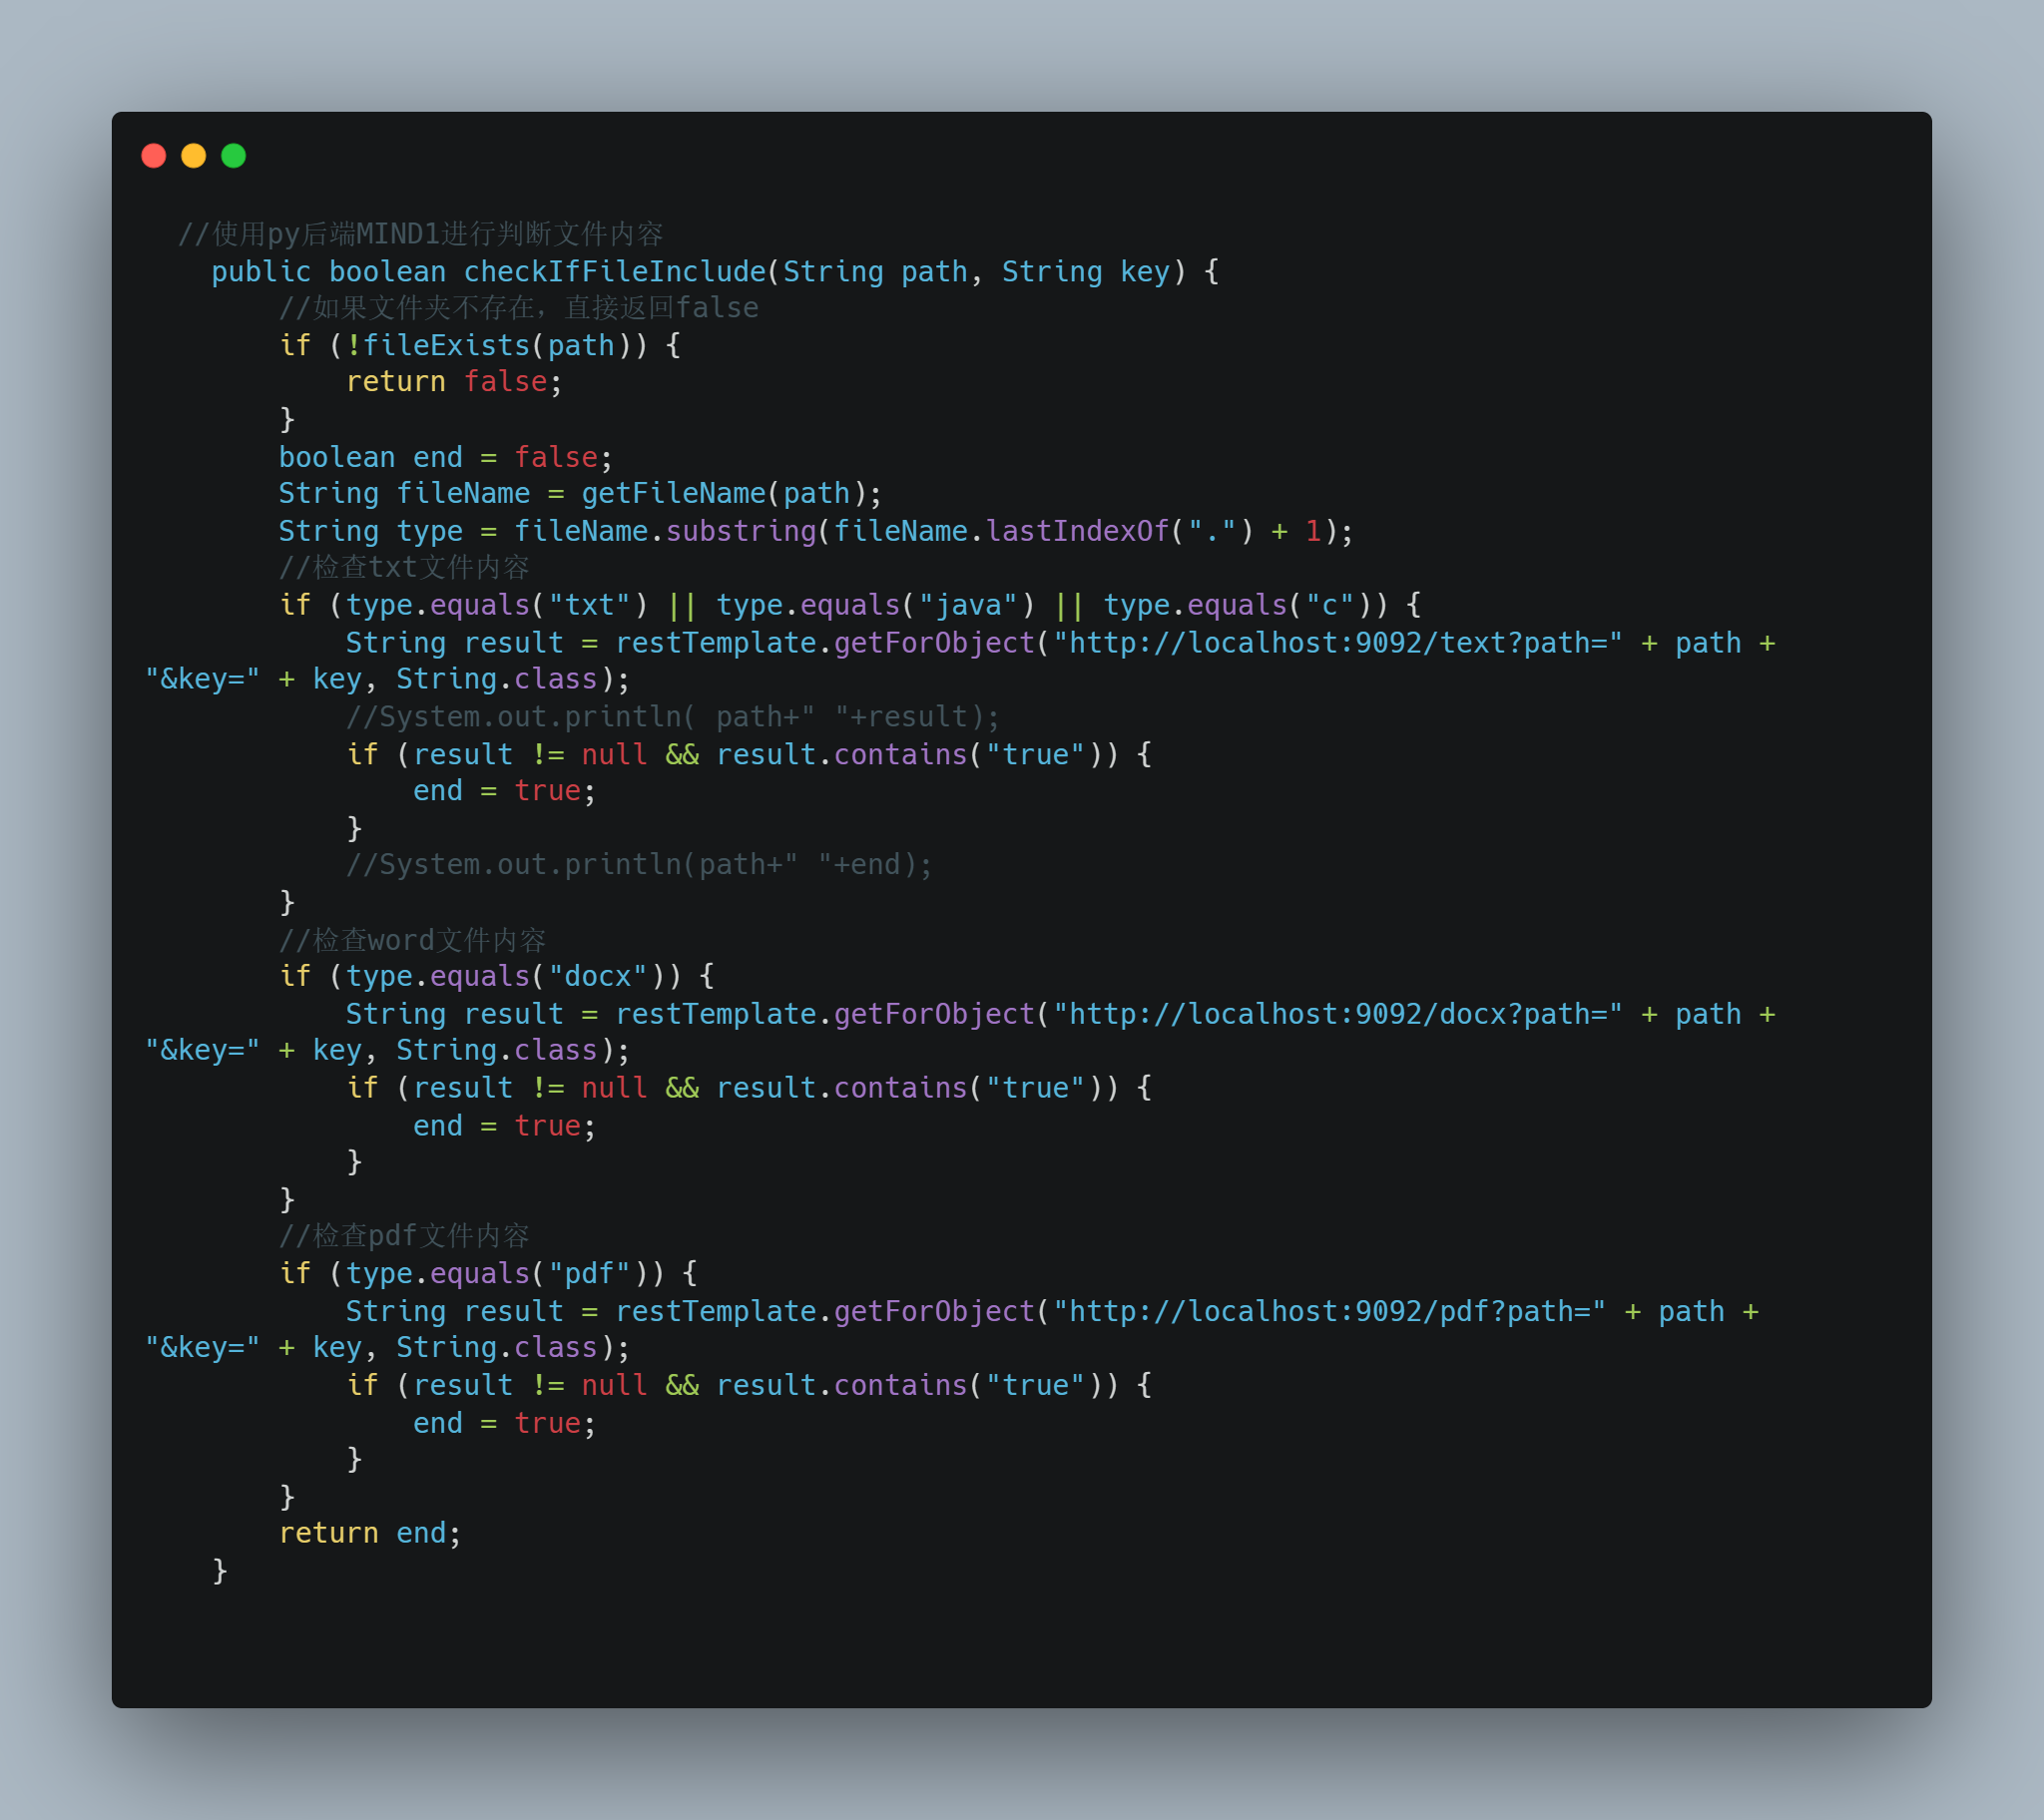 //使用py后端MIND1进行判断文件内容
public boolean checkIfFileInclude(String path, String key) {
//如果文件夹不存在，直接返回false
if (!fileExists(path)) {
return false;
}
boolean end = false;
String fileName = getFileName(path);
String type = fileName.substring(fileName.lastIndexOf(".") + 1);
//检查txt文件内容
if (type.equals("txt") || type.equals("java") || type.equals("c")) {
String result = restTemplate.getForObject("http://localhost:9092/text?path=" + path +
"&key=" + key, String.class);
//System.out.println( path+" "+result);
if (result != null && result.contains("true")) {
end = true;
}
//System.out.println(path+" "+end);
}
//检查word文件内容
if (type.equals("docx")) {
String result = restTemplate.getForObject("http://localhost:9092/docx?path=" + path +
"&key=" + key, String.class);
if (result != null && result.contains("true")) {
end = true;
}
}
//检查pdf文件内容
if (type.equals("pdf")) {
String result = restTemplate.getForObject("http://localhost:9092/pdf?path=" + path +
"&key=" + key, String.class);
if (result != null && result.contains("true")) {
end = true;
}
}
return end;
}